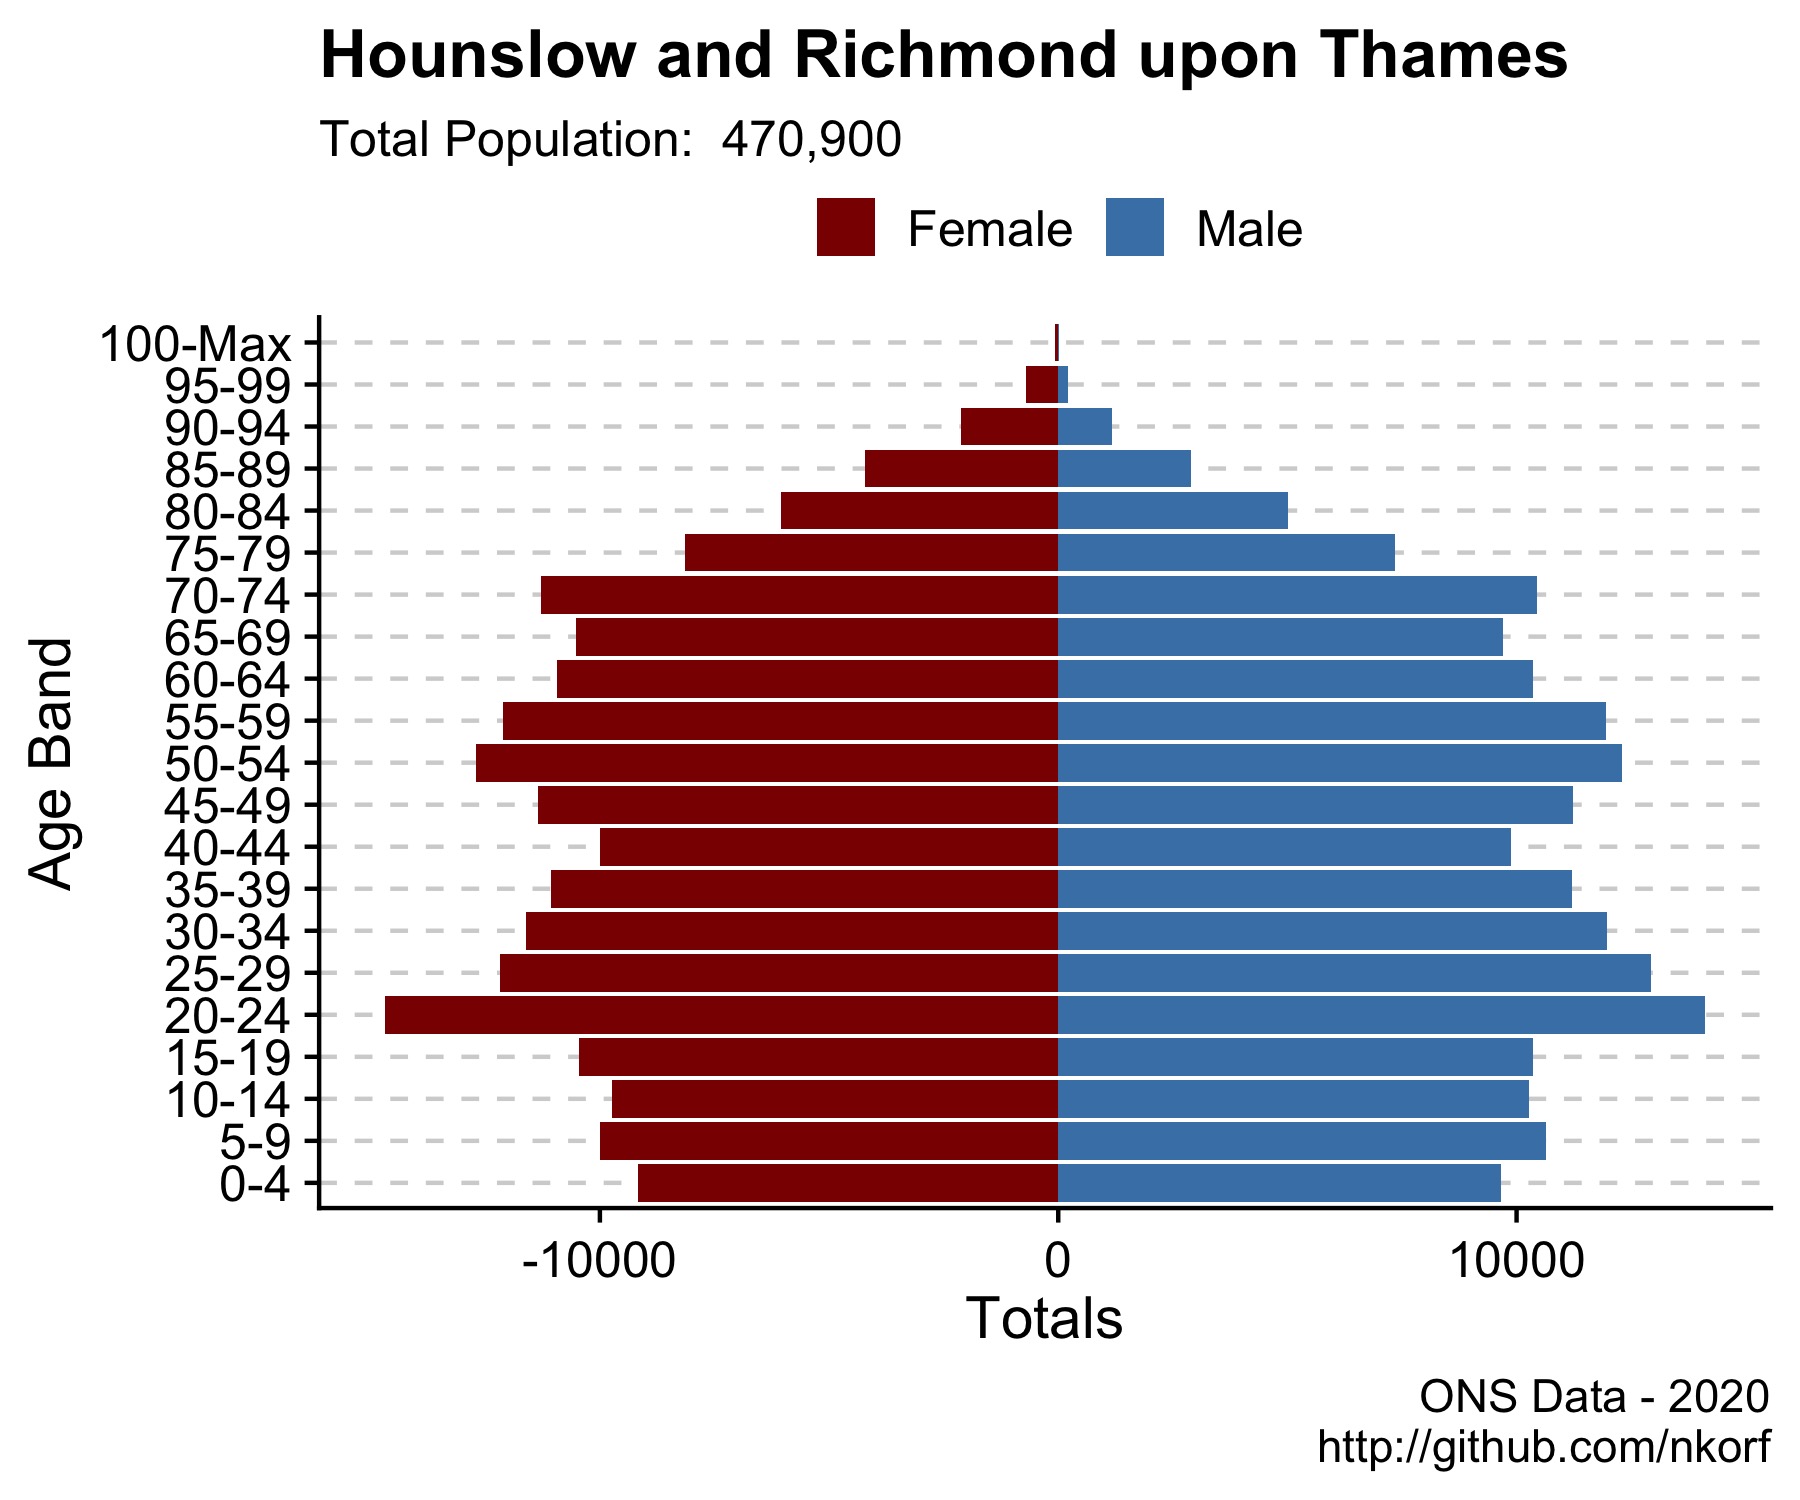 Hounslow and Richmond upon Thames
Total Population:  470,900
Female Male
100-Max
95-99
90-94
85-89
80-84
75-79
70-74
65-69
60-64
55-59
50-54
45-49
40-44
35-39
30-34
25-29
20-24
15-19
10-14
5-9
0-4
Age Band
-10000 0 10000
Totals
ONS Data - 2020
http://github.com/nkorf